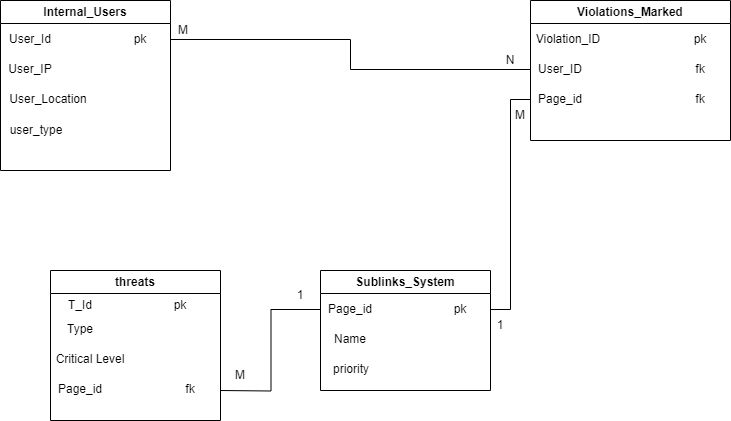 Internal_Users
User_Id pk
User_IP
User_Location
user_type
M
N
Violations_Marked
Violation_ID pk
User_ID fk
Page_id fk
M
threats
T_Id pk
Type
Critical Level
Page_id fk
M
1
Sublinks_System
Page_id pk
Name
priority
1